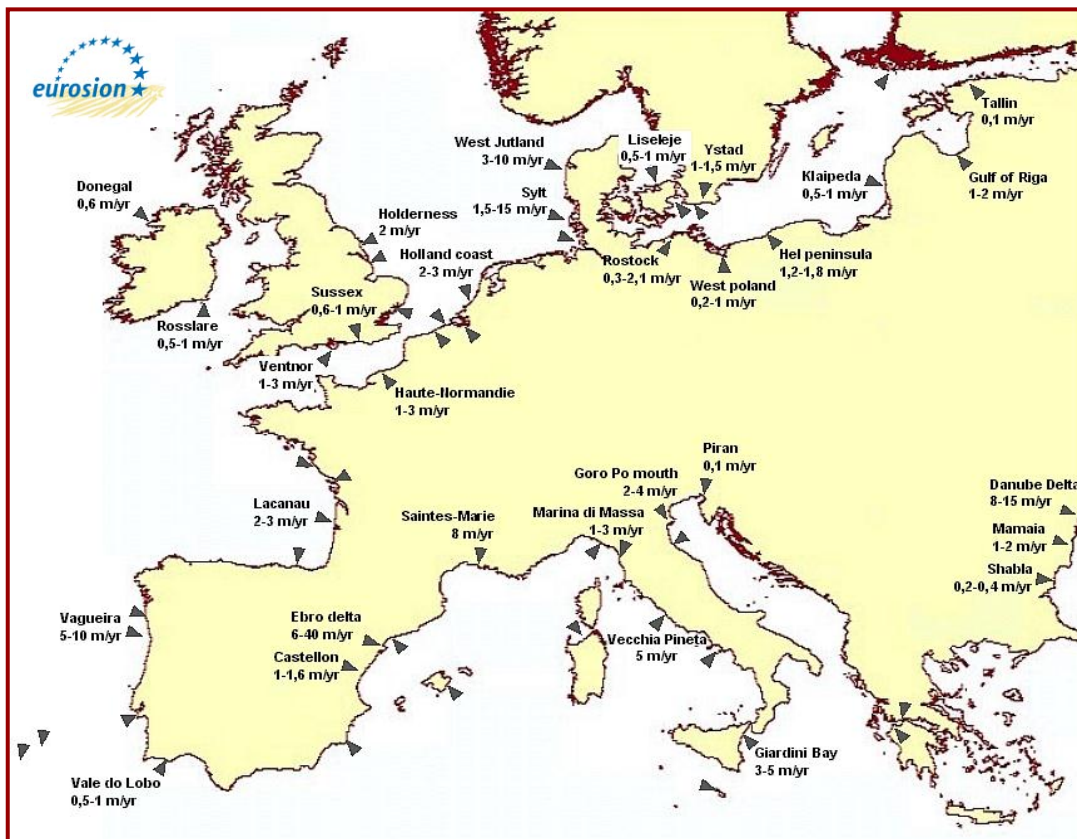 eurosion
Tallin
0,1 m/yr
West Jutland
3-10 m/yr
Liseleje
0,5-1 m/yr
Ystad
1-1,5 m/yr
Klaipeda
0,5-1 m/yr
Gulf of Riga
1-2 m/yr
Donegal
0,6 m/yr
Sylt
1,5-15 m/yr
Holderness
2 m/yr
Holland coast
2-3 m/yr
Rostock
0,3-2,1 m/yr
Hel peninsula
1,2-1,8 m/yr
West poland
0,2-1 m/yr
Sussex
0,6-1 m/yr
Rosslare
0,5-1 m/yr
Ventnor
1-3 m/yr
Haute-Normandie
1-3 m/yr
Piran
0,1 m/yr
Goro Po mouth
2-4 m/yr
Danube Delta
8-15 m/yr
Lacanau
2-3 m/yr
Saintes-Marie
8 m/yr
Marina di Massa
1-3 m/yr
Mamaia
1-2 m/yr
Shabla
0,2-0,4 m/yr
Vagueira
5-10 m/yr
Ebro delta
6-40 m/yr
Castellon
1-1,6 m/yr
Vecchia Pineta
5 m/yr
Giardini Bay
3-5 m/yr
Vale do Lobo
0,5-1 m/yr